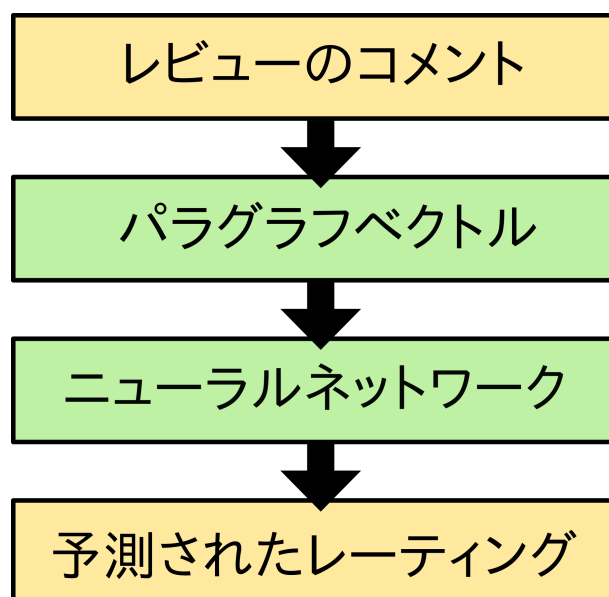 レビューのコメント
パラグラフベクトル
ニューラルネットワーク
予測されたレーティング